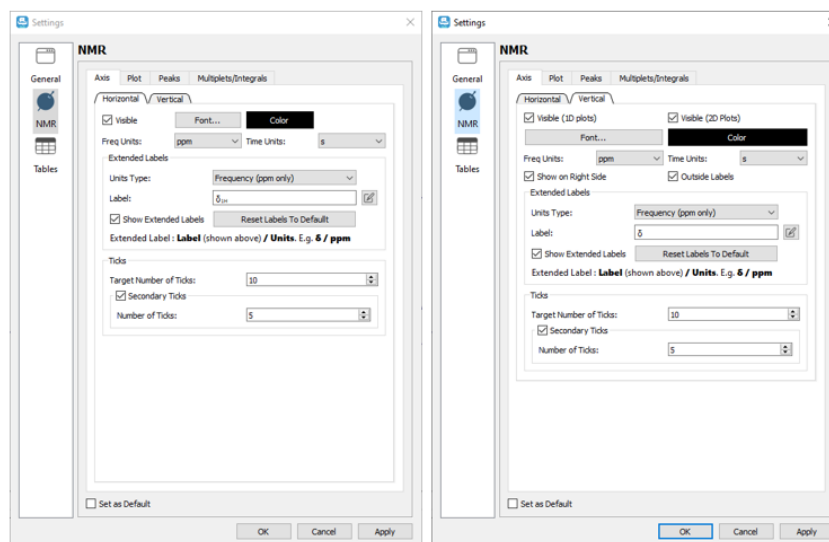 Settings
NMR
General
NMR
Tables
Axis Plot Peaks Multiplets/Integrals
Horizontal Vertical
Visible Font... Color
Freq Units: ppm Time Units: s
Extended Labels
Units Type: Frequency (ppm only)
Label: δ₁H
Show Extended Labels Reset Labels To Default
Extended Label : Label (shown above) / Units. E.g. δ / ppm
Ticks
Target Number of Ticks: 10
Secondary Ticks
Number of Ticks: 5
Set as Default
OK Cancel Apply
Settings
NMR
General
NMR
Tables
Axis Plot Peaks Multiplets/Integrals
Horizontal Vertical
Visible (1D plots) Visible (2D Plots)
Font... Color
Freq Units: ppm Time Units: s
Show on Right Side Outside Labels
Extended Labels
Units Type: Frequency (ppm only)
Label: δ
Show Extended Labels Reset Labels To Default
Extended Label : Label (shown above) / Units. E.g. δ / ppm
Ticks
Target Number of Ticks: 10
Secondary Ticks
Number of Ticks: 5
Set as Default
OK Cancel Apply